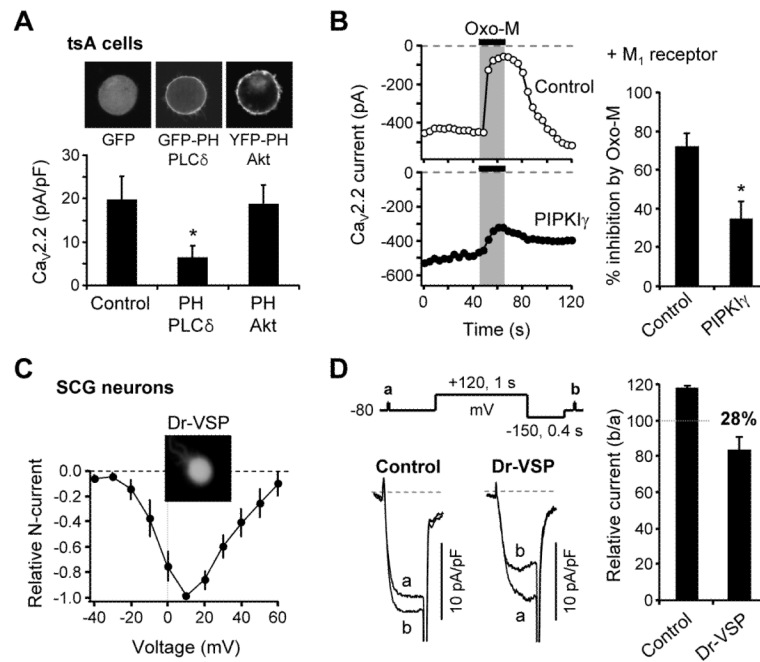 A
tsA cells
GFP
GFP-PH
PLCδ
YFP-PH
Akt
Cav2.2 (pA/pF)
30
20
10
0
*
Control
PH
PLCδ
PH
Akt
B
Oxo-M
Cav2.2 current (pA)
0
-200
-400
Control
0
-200
-400
-600
PIPKIγ
0
40
80
120
Time (s)
+ M1 receptor
% inhibition by Oxo-M
100
80
60
40
20
0
*
Control
PIPKIγ
C
SCG neurons
Dr-VSP
Relative N-current
0.0
-0.2
-0.4
-0.6
-0.8
-1.0
-40
-20
0
20
40
60
Voltage (mV)
D
a
+120, 1 s
b
-80
mV
-150, 0.4 s
Control
Dr-VSP
a
b
10 pA/pF
b
a
10 pA/pF
Relative current (b/a)
120
100
80
60
40
20
0
28%
Control
Dr-VSP